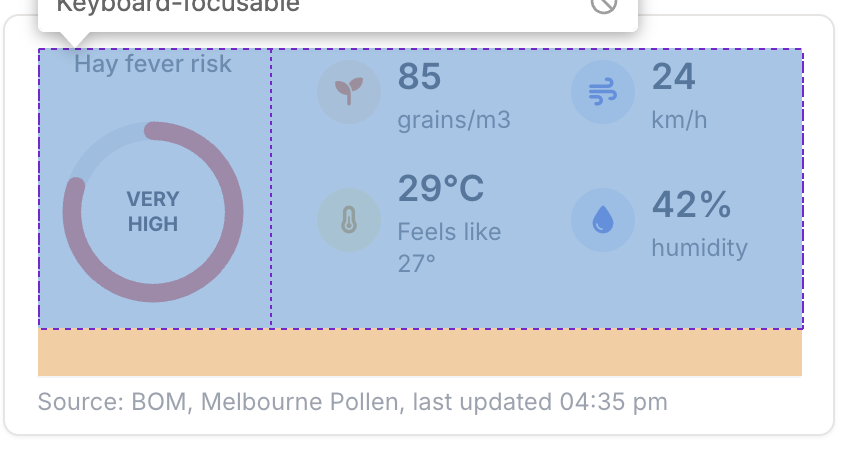 Keyboard-focusable
Hay fever risk
VERY
HIGH
85
grains/m3
24
km/h
29°C
Feels like
27°
42%
humidity
Source: BOM, Melbourne Pollen, last updated 04:35 pm